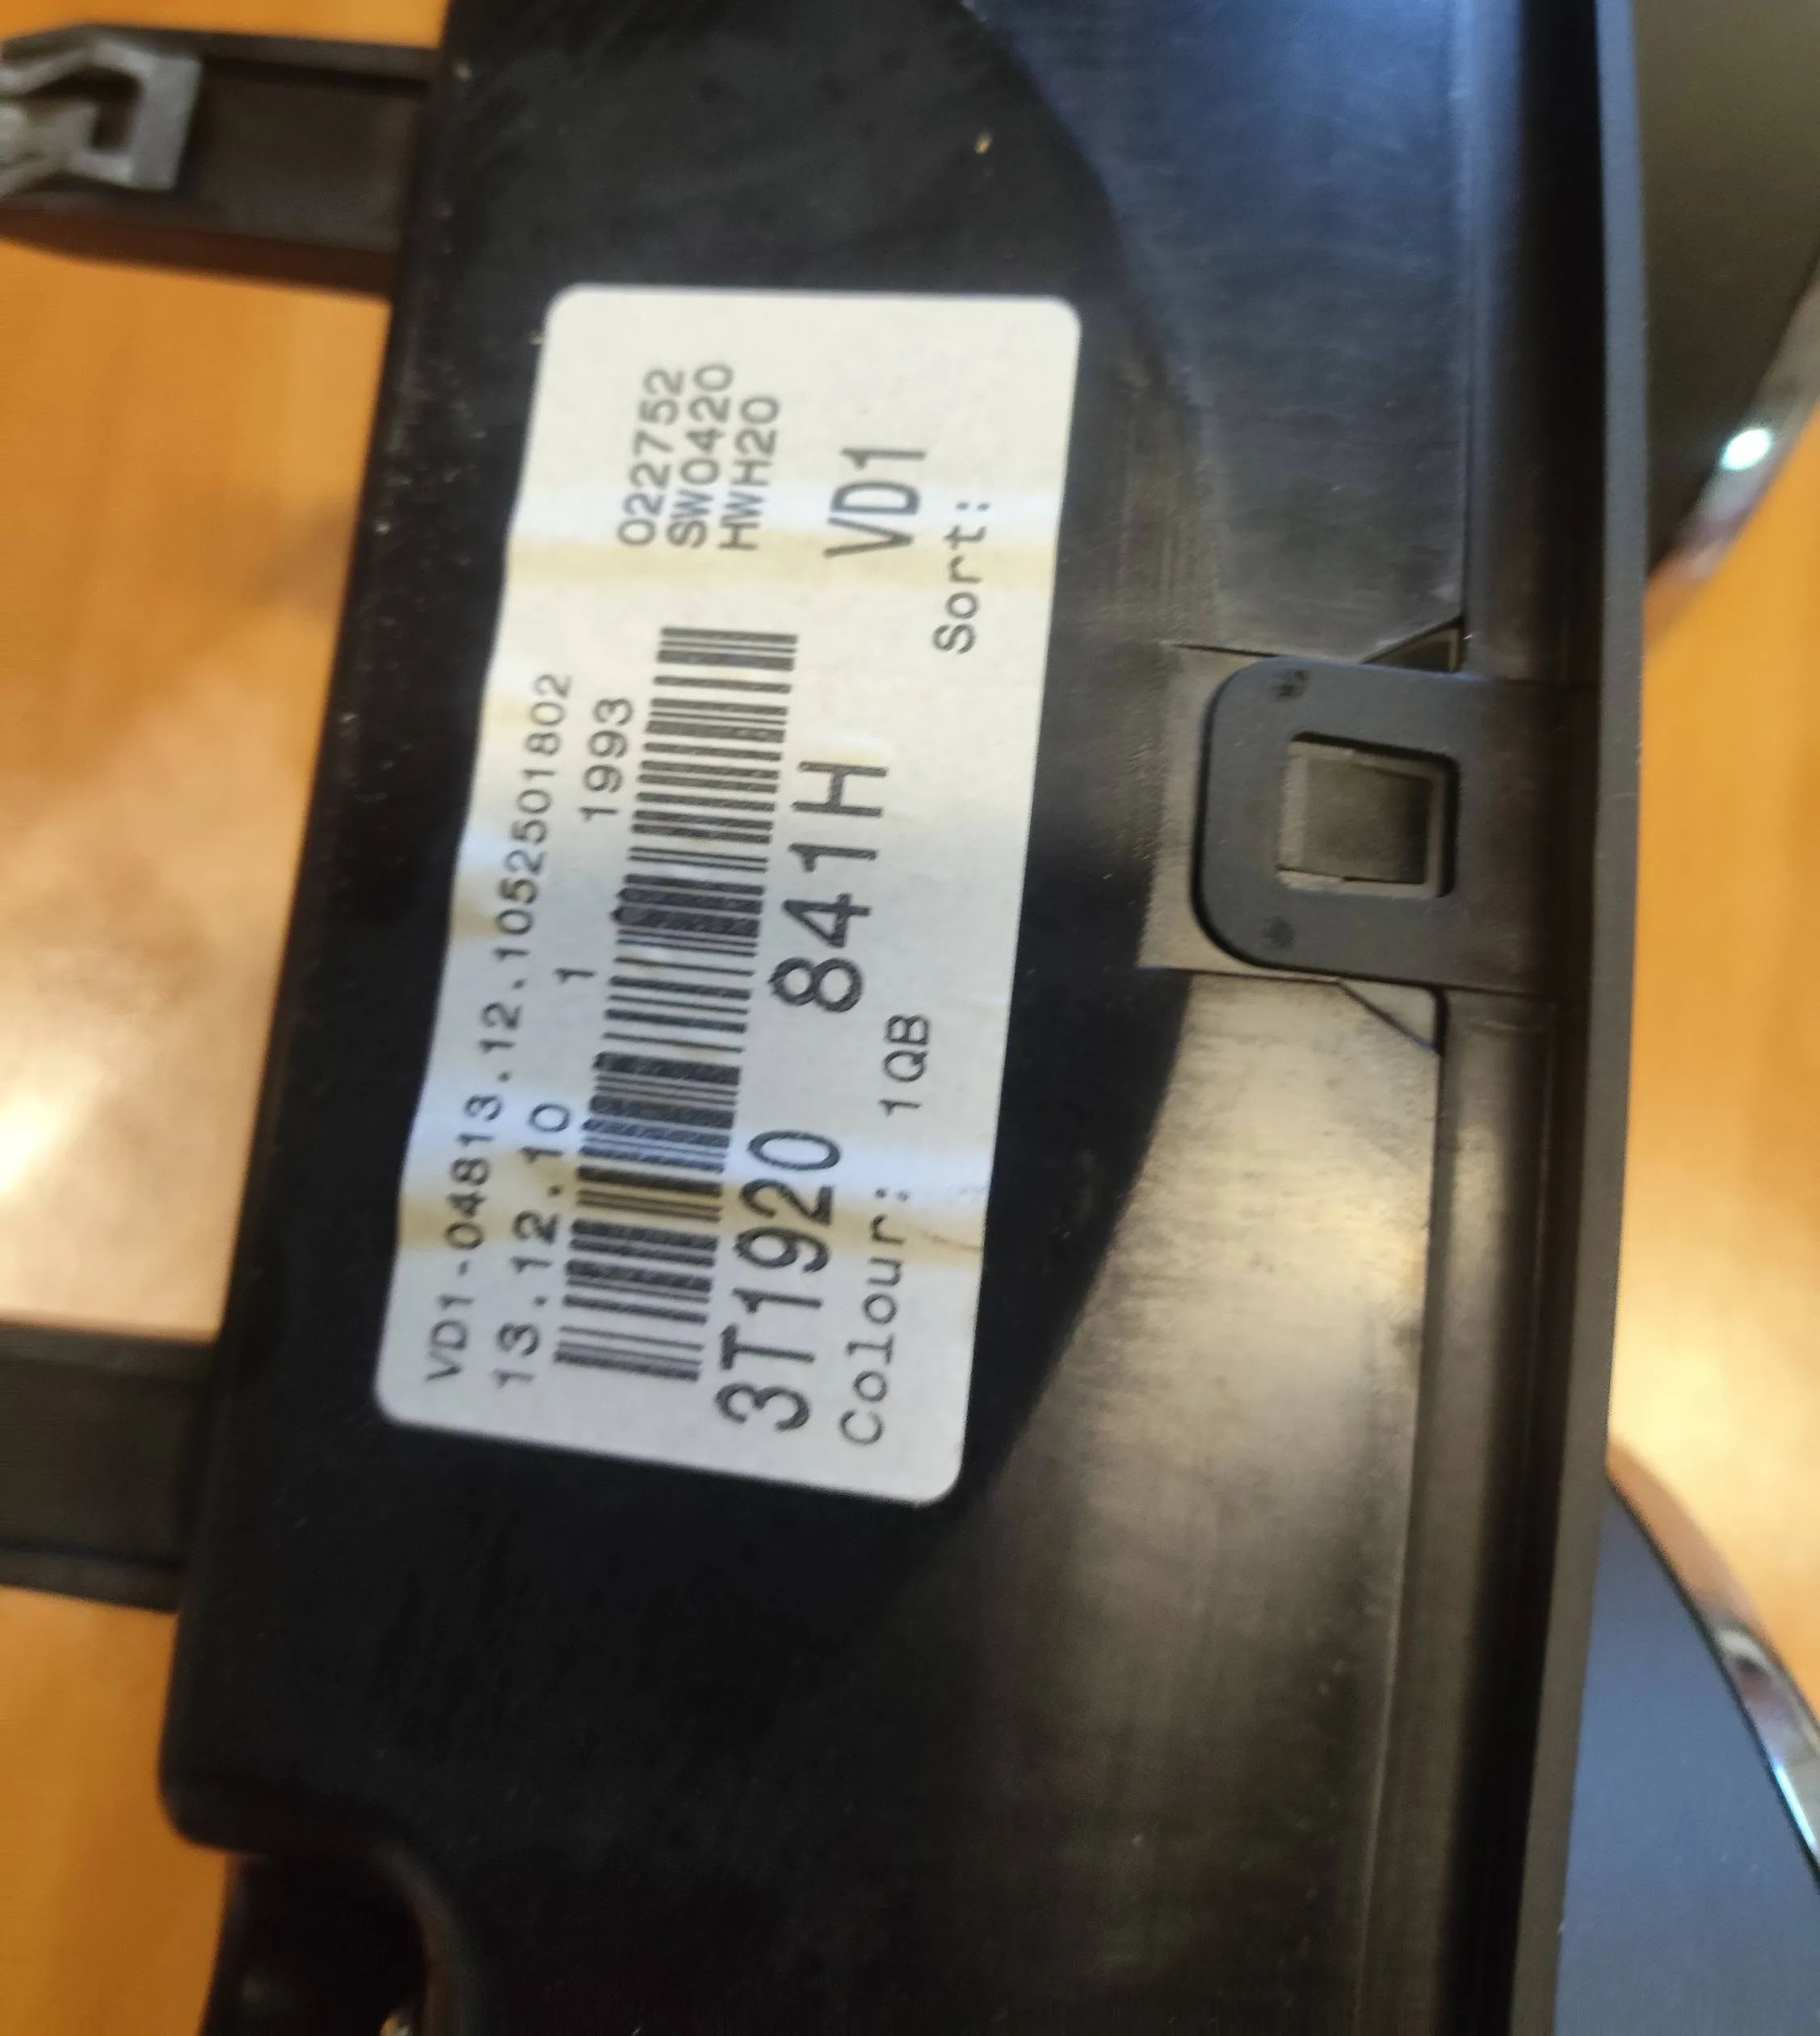 VD1-04813.12.1052501802
13.12.10 1 1993
022752
SW0420
HWH20
3T1920 841H VD1
Colour: 1QB Sort: